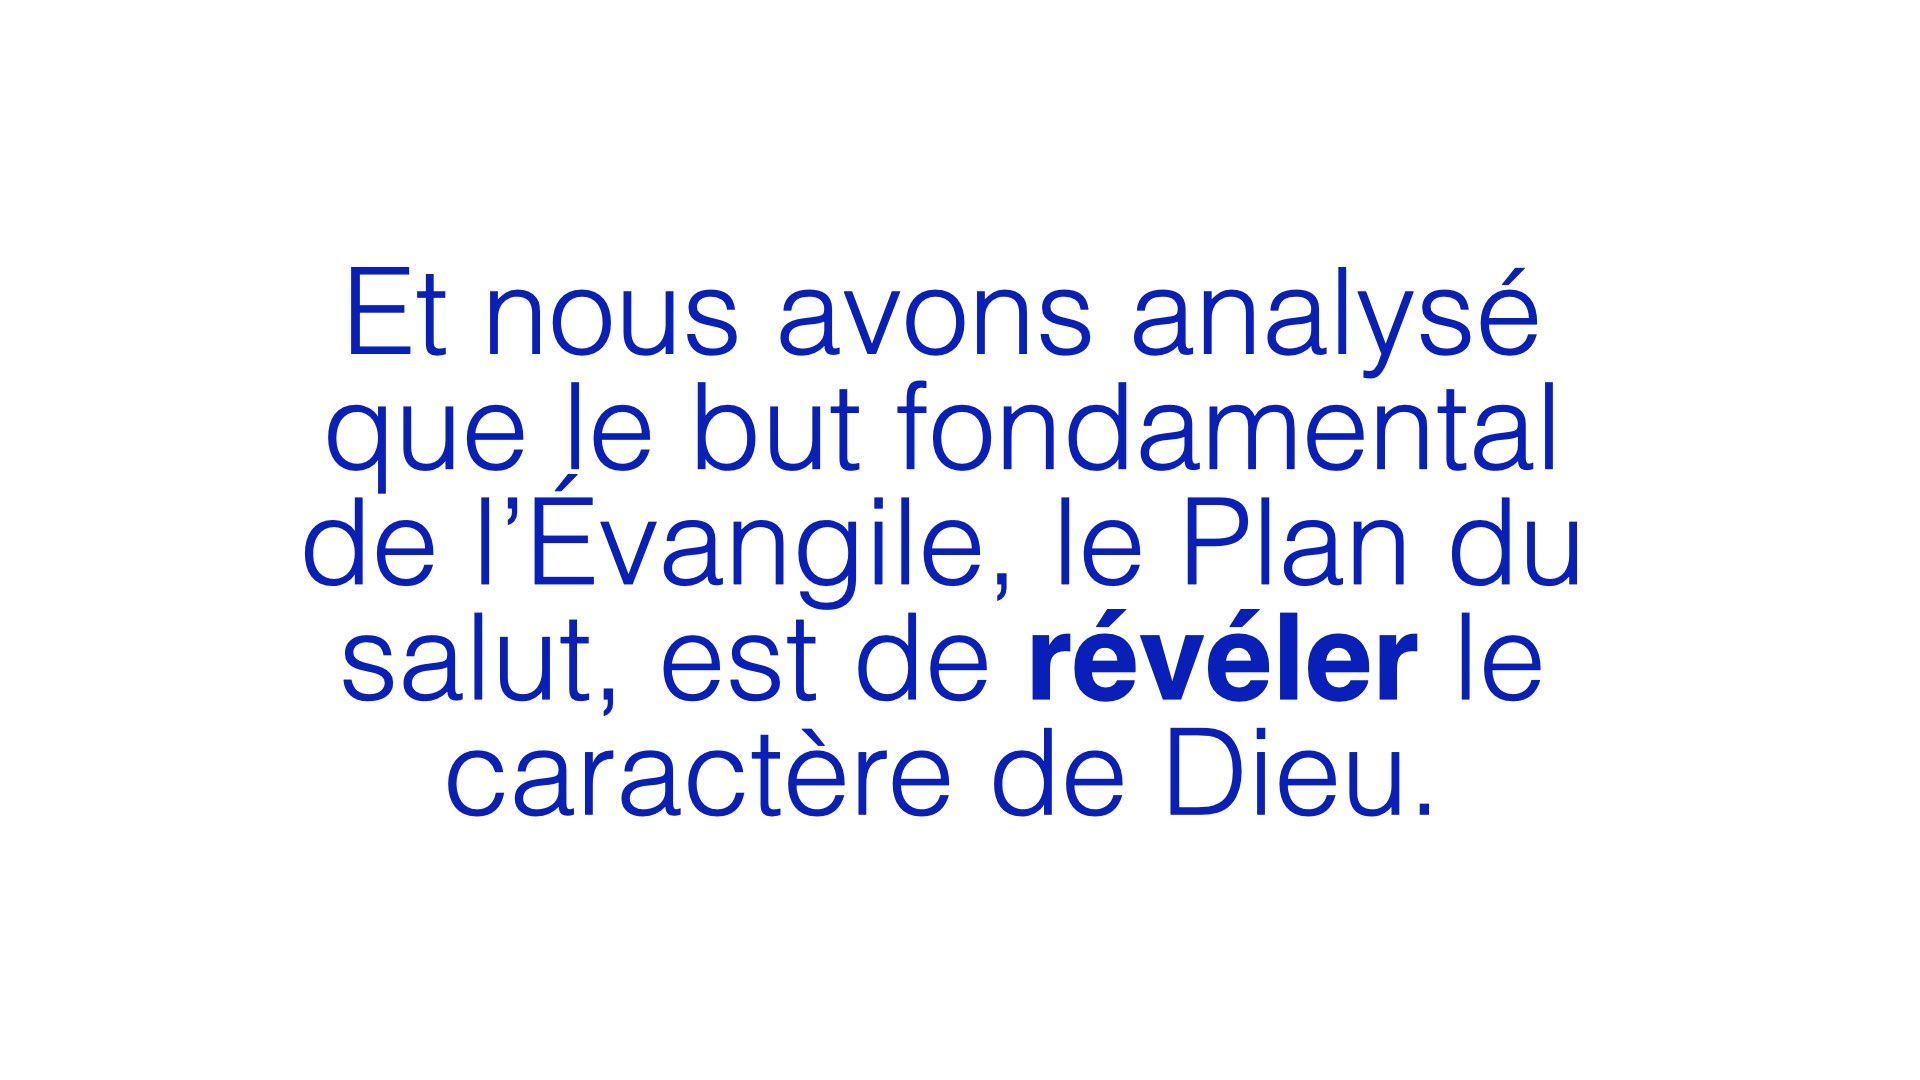 Et nous avons analysé
que le but fondamental
de l’Évangile, le Plan du
salut, est de révéler le
caractère de Dieu.